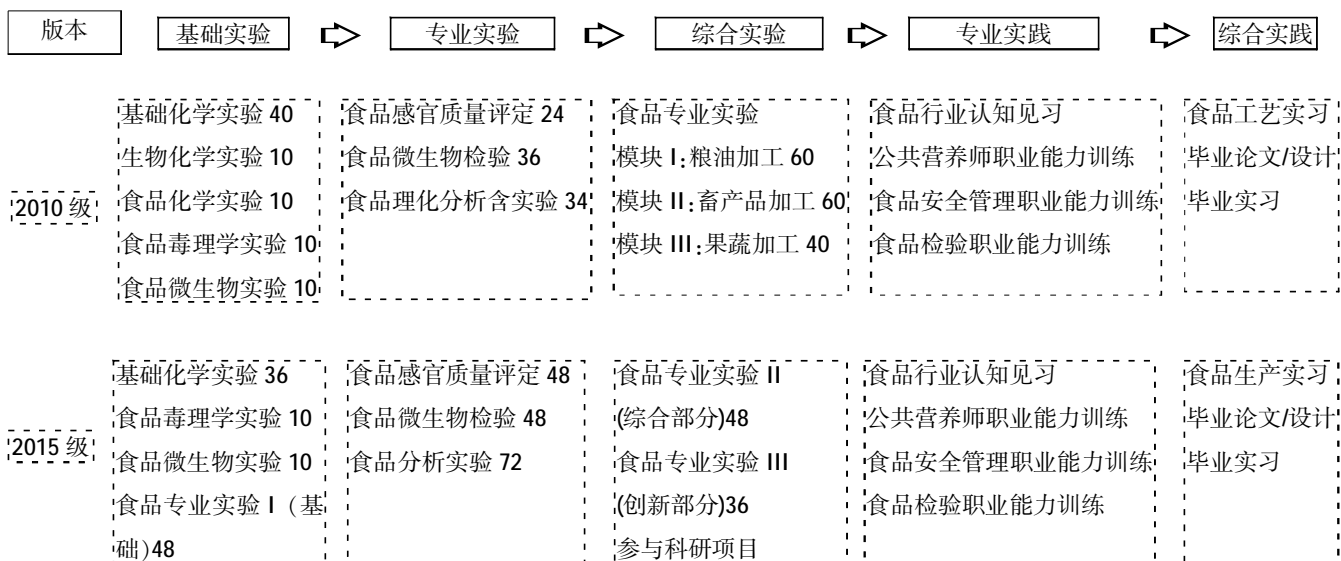 版本 基础实验 专业实验 综合实验 专业实践 综合实践
2010 级
基础化学实验 40
生物化学实验 10
食品化学实验 10
食品毒理学实验 10
食品微生物实验 10
食品感官质量评定 24
食品微生物检验 36
食品理化分析含实验 34
食品专业实验
模块 I:粮油加工 60
模块 II:畜产品加工 60
模块 III:果蔬加工 40
食品行业认知见习
公共营养师职业能力训练
食品安全管理职业能力训练
食品检验职业能力训练
食品工艺实习
毕业论文/设计
毕业实习
2015 级
基础化学实验 36
食品毒理学实验 10
食品微生物实验 10
食品专业实验 I（基
础)48
食品感官质量评定 48
食品微生物检验 48
食品分析实验 72
食品专业实验 II
(综合部分)48
食品专业实验 III
(创新部分)36
参与科研项目
食品行业认知见习
公共营养师职业能力训练
食品安全管理职业能力训练
食品检验职业能力训练
食品生产实习
毕业论文/设计
毕业实习